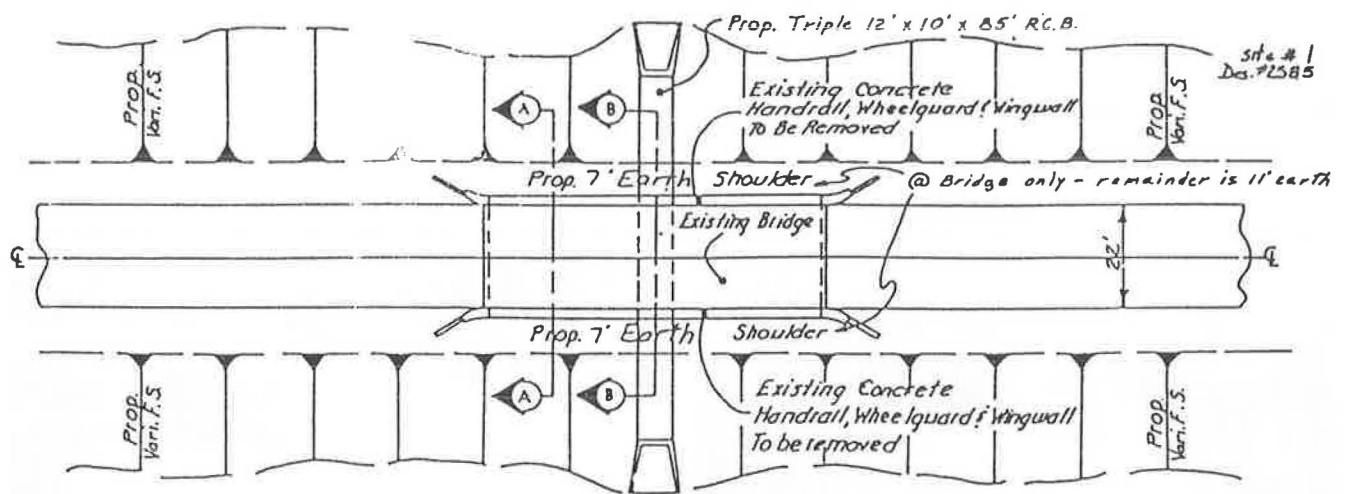 Prop. Triple 12' x 10' x 85' R.C.B.
Site # 1
Des. #2585
Prop.
Vari. F.S.
A
B
Existing Concrete
Handrail, Wheelguard & Wingwall
To Be Removed
Prop.
Vari. F.S.
Prop. 7' Earth Shoulder
@ Bridge only - remainder is 11' earth
Existing Bridge
22'
℄
℄
Prop. 7' Earth Shoulder
Prop.
Vari. F.S.
A
B
Existing Concrete
Handrail, Wheelguard & Wingwall
To be removed
Prop
Vari. F.S.